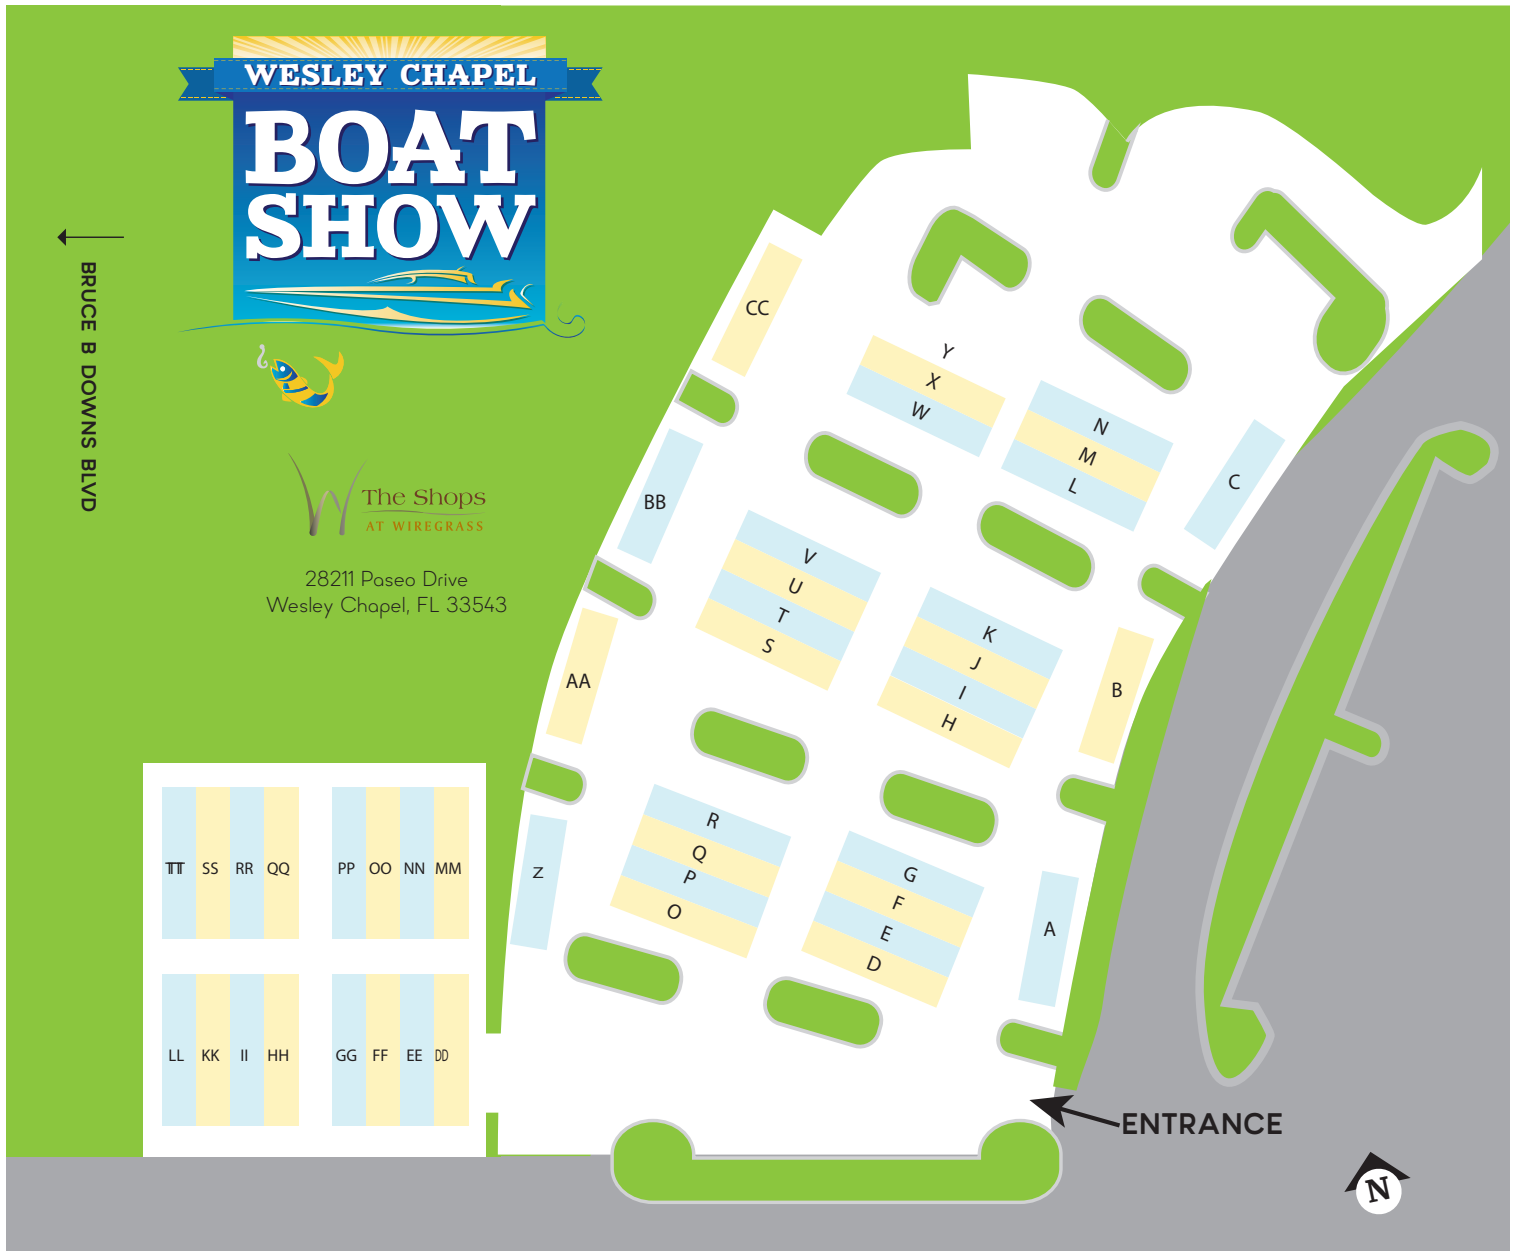 WESLEY CHAPEL
BOAT
SHOW
BRUCE B DOWNS BLVD
The Shops
AT WIREGRASS
28211 Paseo Drive
Wesley Chapel, FL 33543
CC
BB
AA
Z
Y
X
W
N
M
L
C
V
U
T
S
K
J
I
H
B
R
Q
P
O
G
F
E
D
A
TT SS RR QQ PP OO NN MM
LL KK II HH GG FF EE DD
ENTRANCE
N